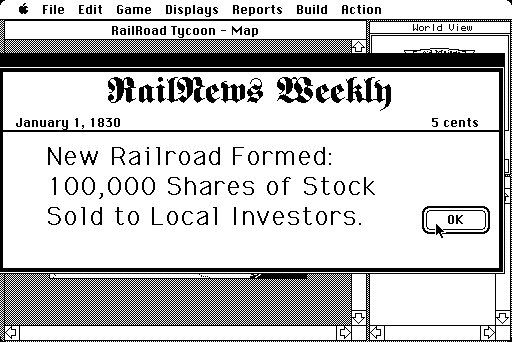 File Edit Game Displays Reports Build Action
RailRoad Tycoon - Map
World View
RailNews Weekly
January 1, 1830
5 cents
New Railroad Formed:
100,000 Shares of Stock
Sold to Local Investors.
OK